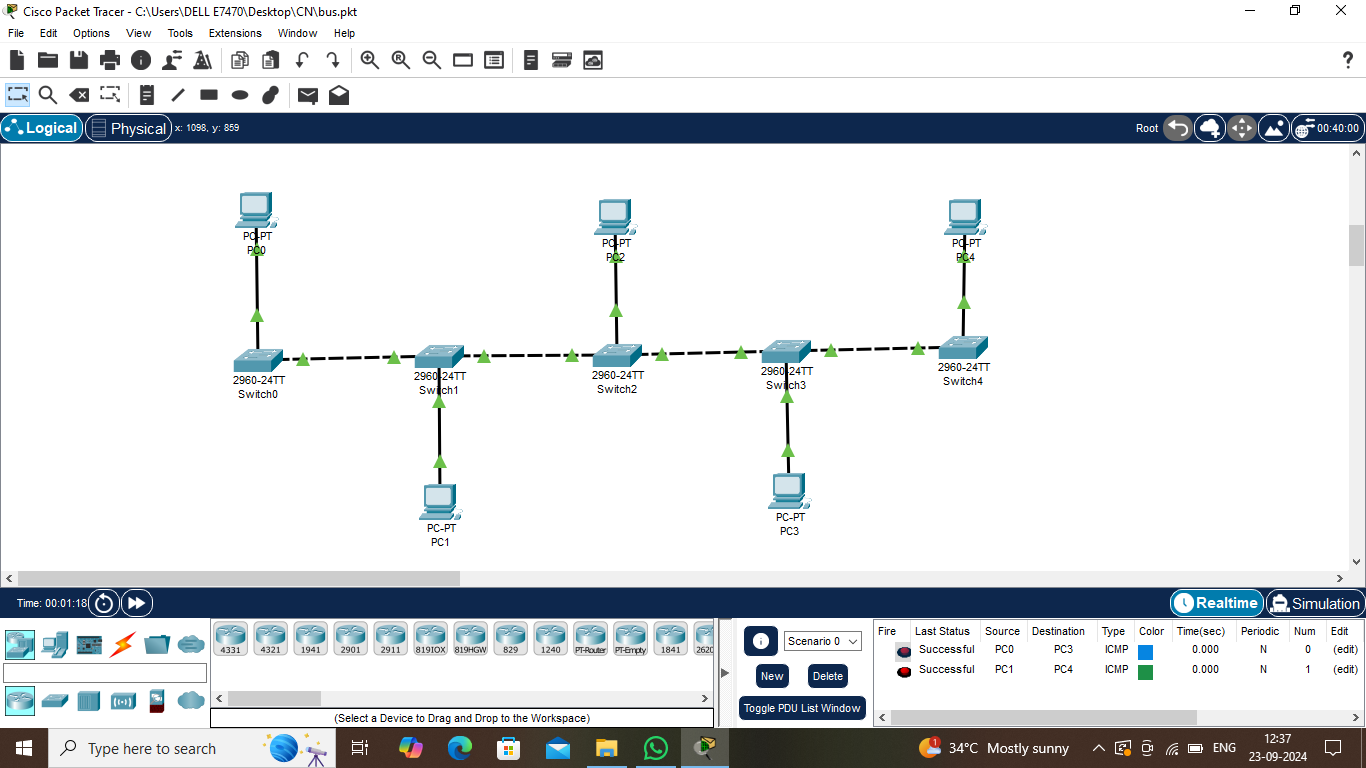 Cisco Packet Tracer - C:\Users\DELL E7470\Desktop\CN\bus.pkt
File Edit Options View Tools Extensions Window Help
Logical Physical x: 1098, y: 859 Root 00:40:00
PC-PT
PC0
PC-PT
PC2
PC-PT
PC4
2960-24TT
Switch0
2960-24TT
Switch1
2960-24TT
Switch2
2960-24TT
Switch3
2960-24TT
Switch4
PC-PT
PC1
PC-PT
PC3
Time: 00:01:18 Realtime Simulation
4331 4321 1941 2901 2911 819IOX 819HGW 829 1240 PT-Router PT-Empty 1841 2620
(Select a Device to Drag and Drop to the Workspace)
Scenario 0
New Delete
Toggle PDU List Window
Fire Last Status Source Destination Type Color Time(sec) Periodic Num Edit
Successful PC0 PC3 ICMP 0.000 N 0 (edit)
Successful PC1 PC4 ICMP 0.000 N 1 (edit)
Type here to search
34°C Mostly sunny
ENG
12:37
23-09-2024